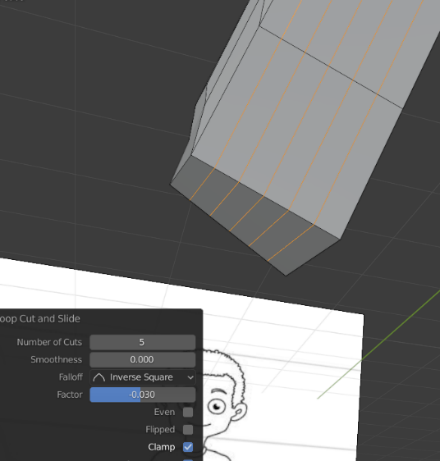 oop Cut and Slide
Number of Cuts 5
Smoothness 0.000
Falloff Inverse Square
Factor -0.030
Even
Flipped
Clamp